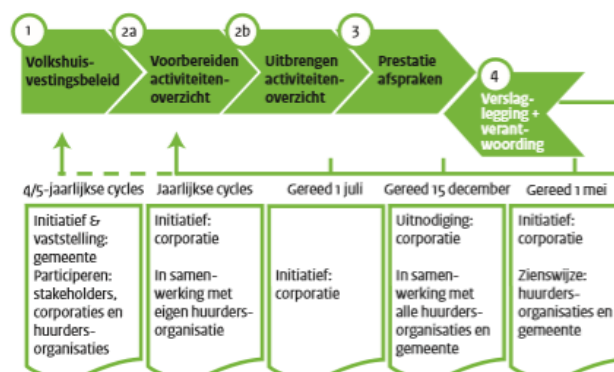 1
Volkshuis-
vestingsbeleid
2a
Voorbereiden
activiteiten-
overzicht
2b
Uitbrengen
activiteiten-
overzicht
3
Prestatie
afspraken
4
Verslag-
legging +
verant-
woording
4/5-jaarlijkse cycles
Jaarlijkse cycles
Gereed 1 juli
Gereed 15 december
Gereed 1 mei
Initiatief &
vaststelling:
gemeente
Participeren:
stakeholders,
corporaties en
huurders-
organisaties
Initiatief:
corporatie
In samen-
werking met
eigen huurders-
organisatie
Initiatief:
corporatie
Uitnodiging:
corporatie
In samen-
werking met
alle huurders-
organisaties en
gemeente
Initiatief:
corporatie
Zienswijze:
huurders-
organisaties en
gemeente